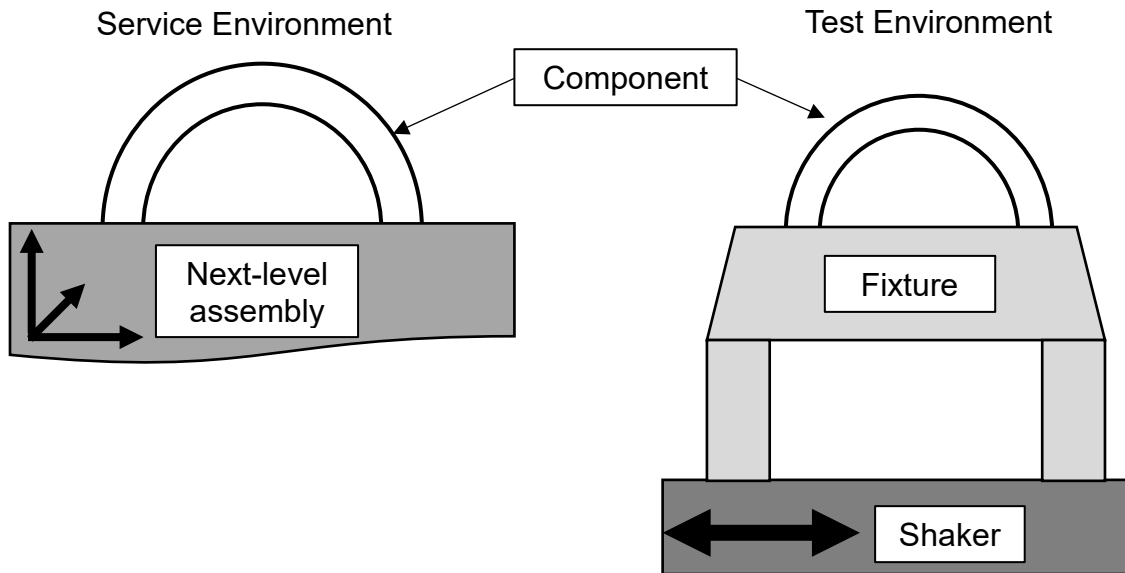 Service Environment
Test Environment
Component
Next-level
assembly
Fixture
Shaker